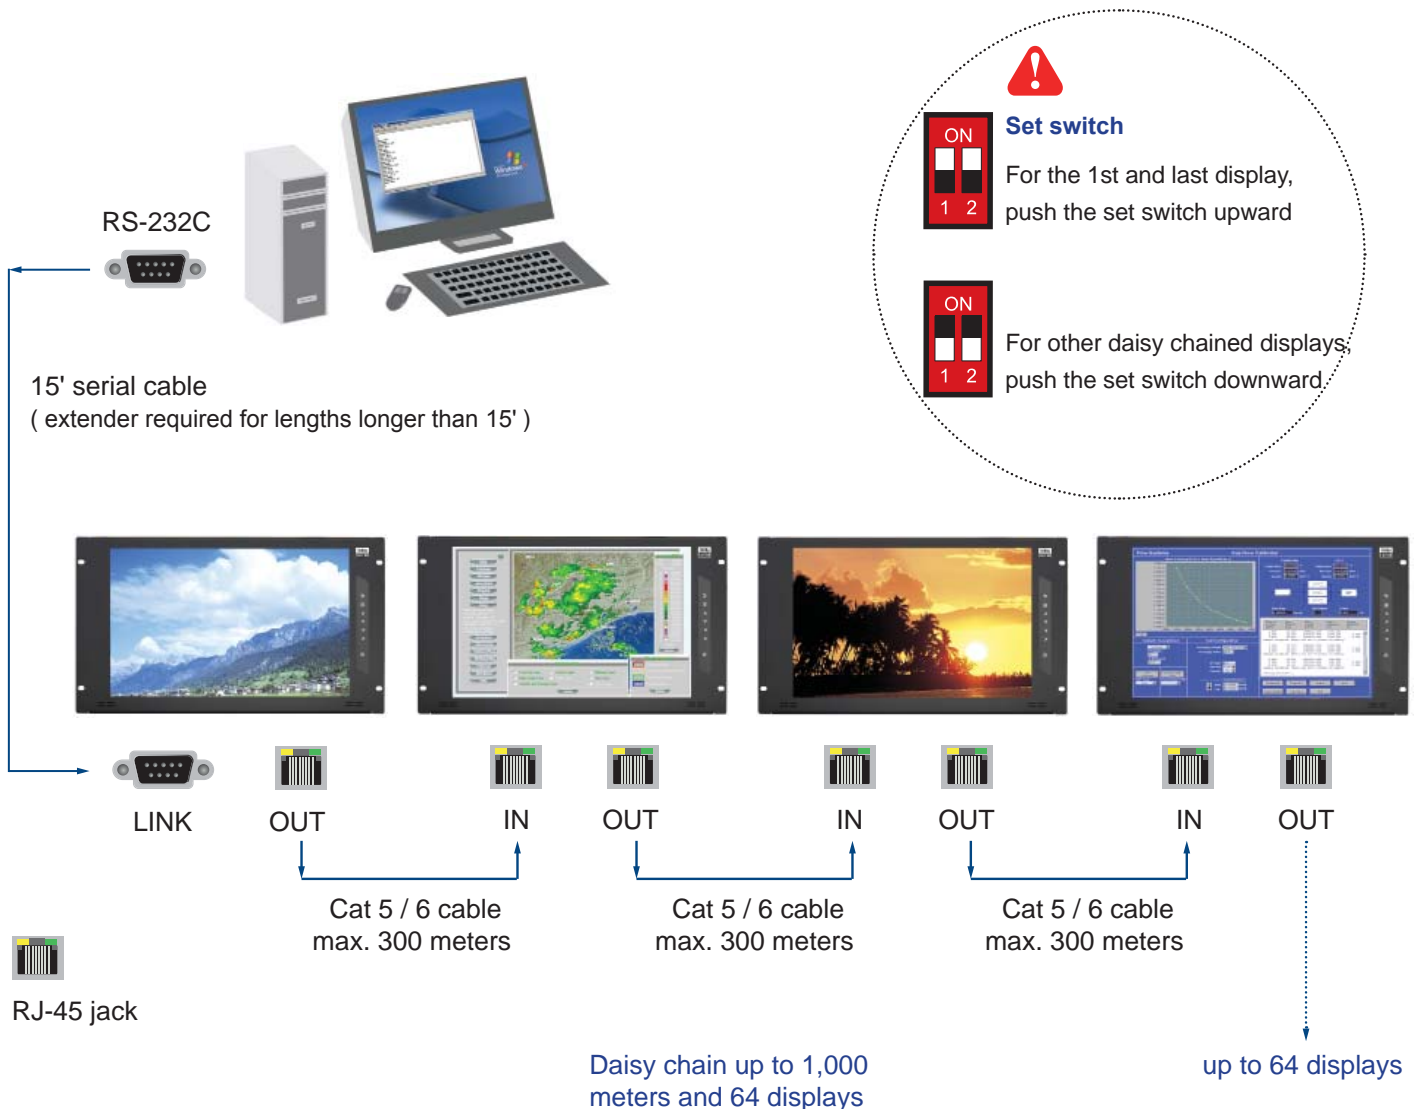 ON
1 2
Set switch
For the 1st and last display,
push the set switch upward
RS-232C
Windows
ON
1 2
For other daisy chained displays,
push the set switch downward.
15' serial cable
( extender required for lengths longer than 15' )
LINK OUT IN OUT IN OUT IN OUT
Cat 5 / 6 cable
max. 300 meters
Cat 5 / 6 cable
max. 300 meters
Cat 5 / 6 cable
max. 300 meters
RJ-45 jack
Daisy chain up to 1,000
meters and 64 displays
up to 64 displays